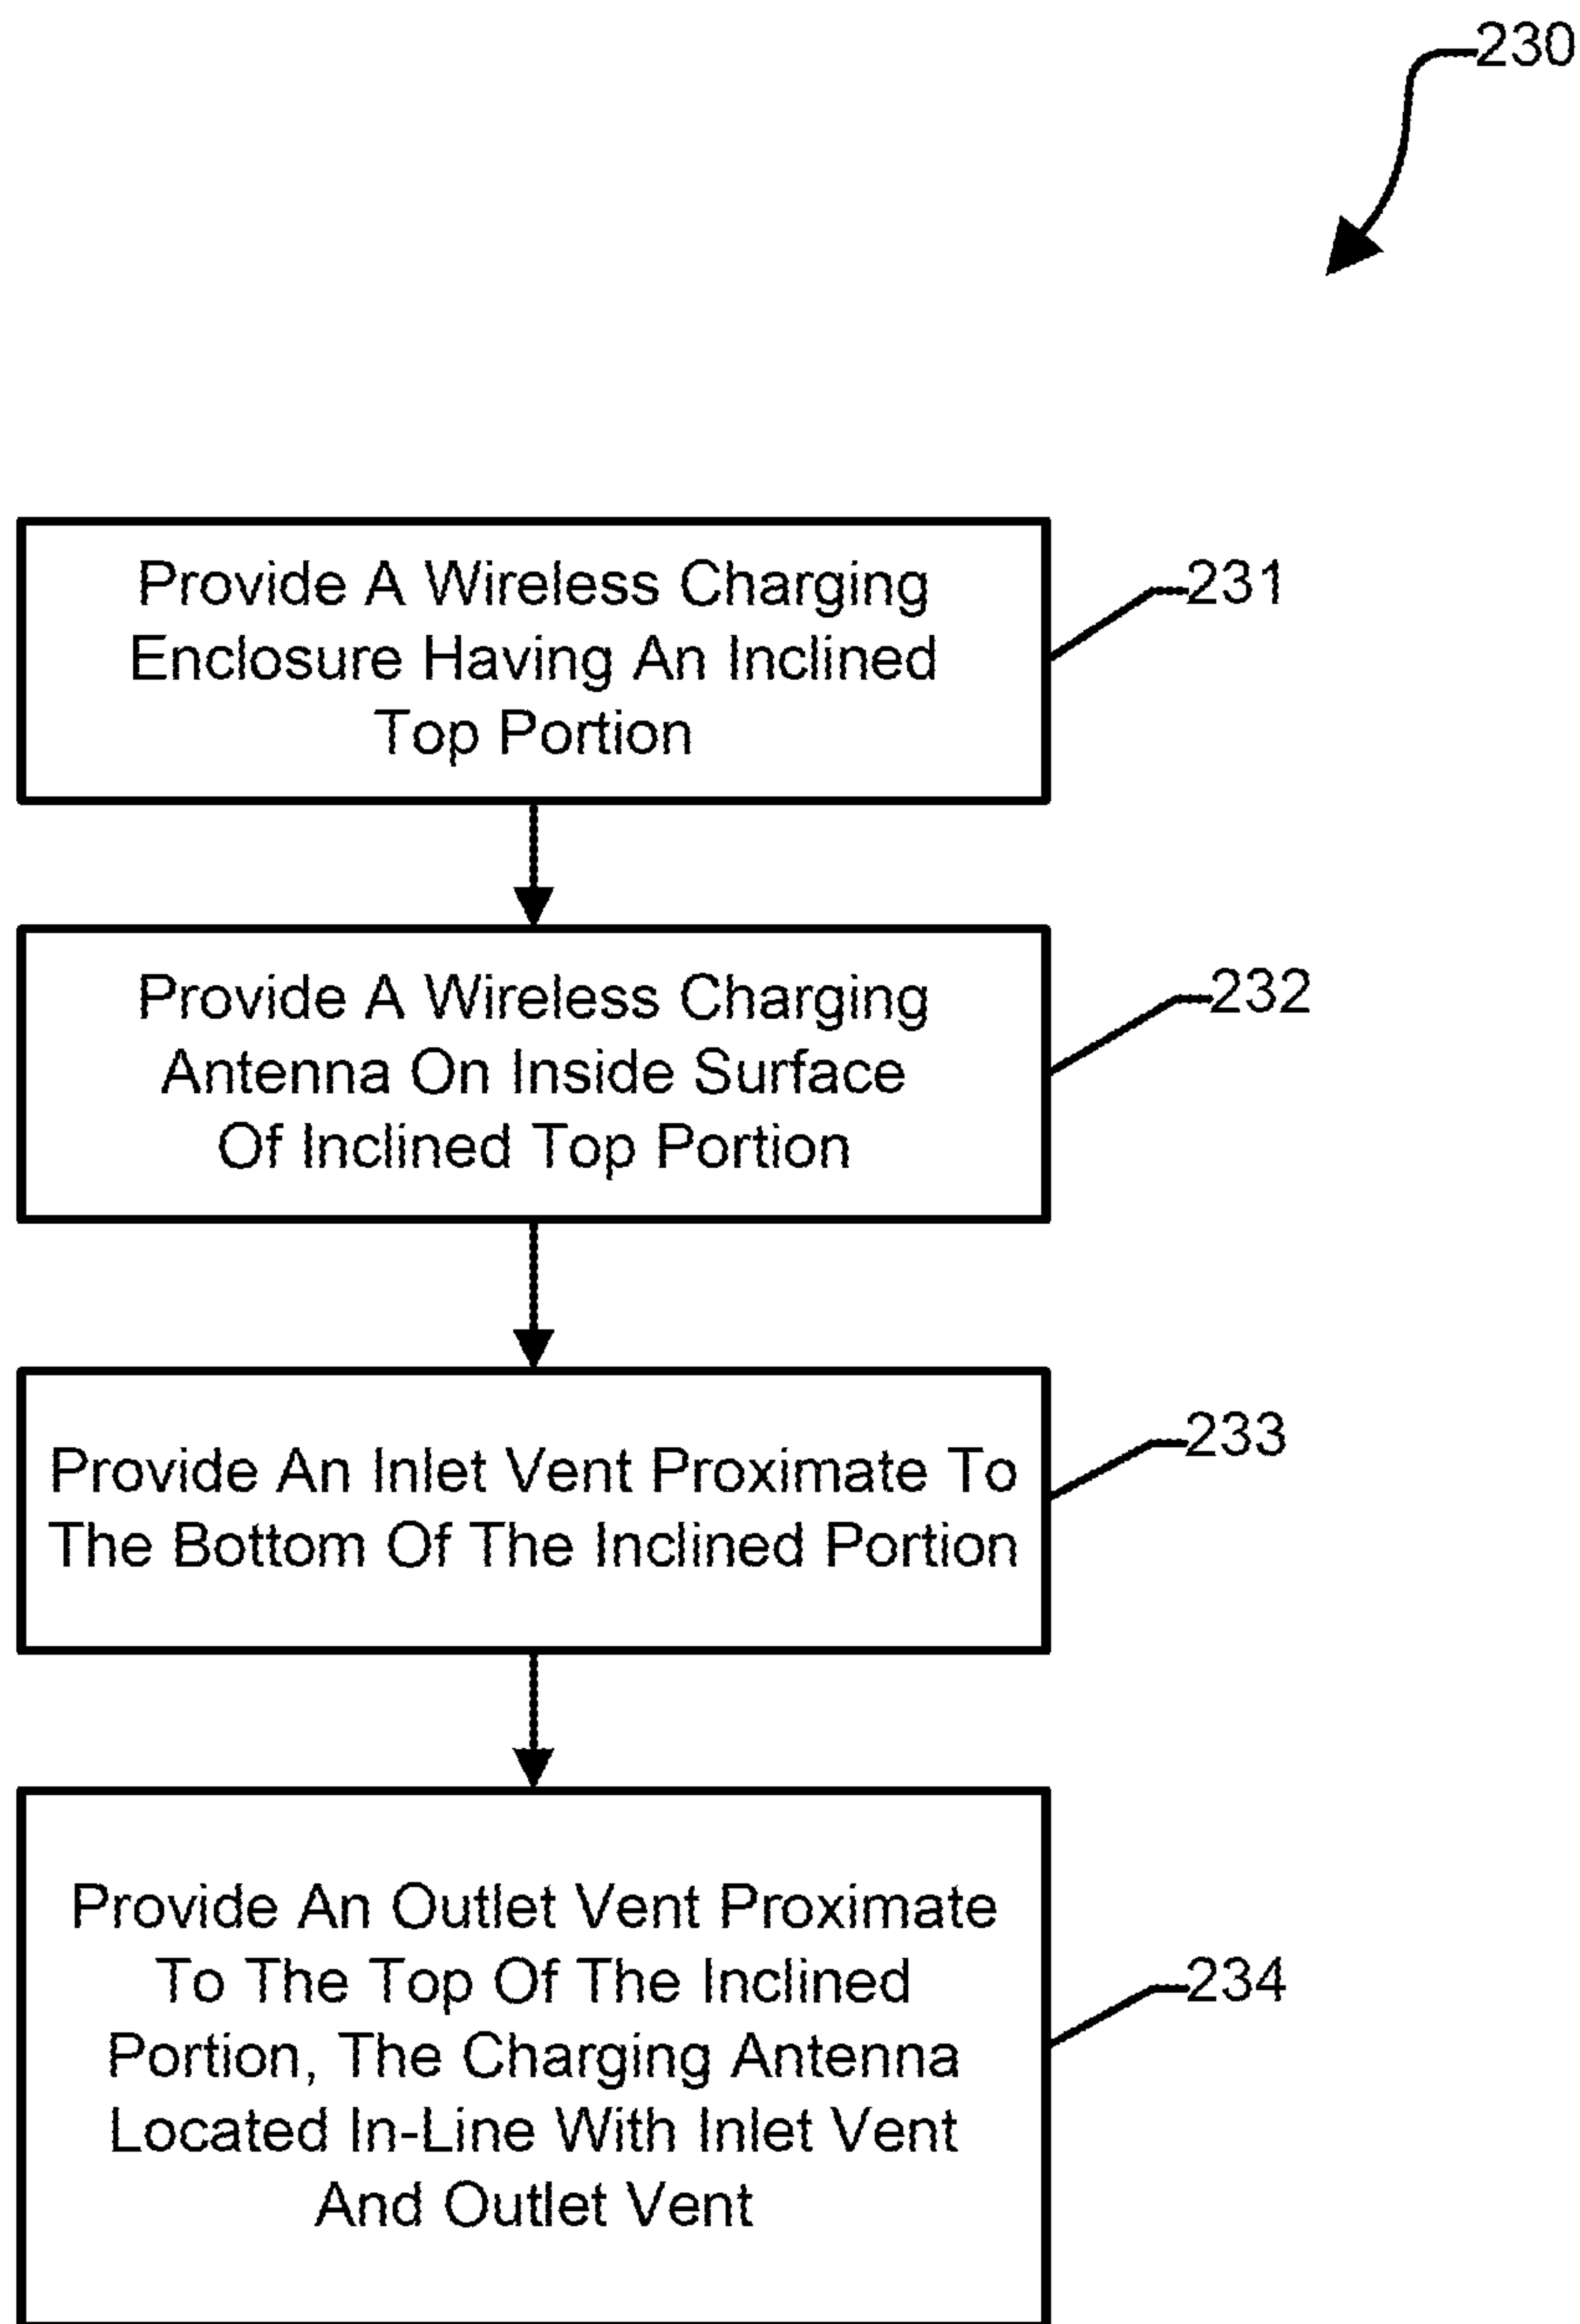 230
Provide A Wireless Charging
Enclosure Having An Inclined
Top Portion
231
Provide A Wireless Charging
Antenna On Inside Surface
Of Inclined Top Portion
232
Provide An Inlet Vent Proximate To
The Bottom Of The Inclined Portion
233
Provide An Outlet Vent Proximate
To The Top Of The Inclined
Portion, The Charging Antenna
Located In-Line With Inlet Vent
And Outlet Vent
234